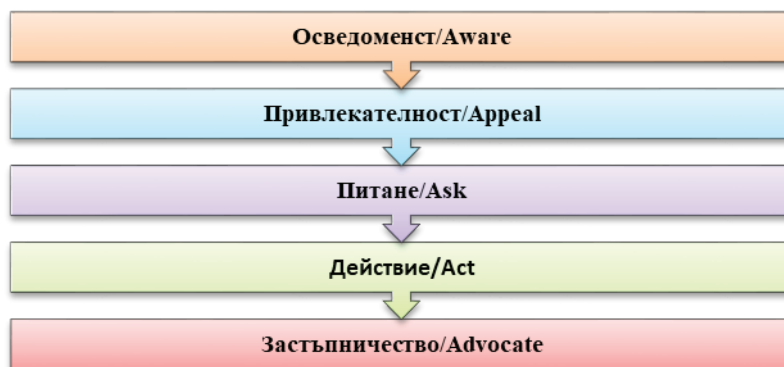 Осведоменст/Aware
Привлекателност/Appeal
Питане/Ask
Действие/Act
Застъпничество/Advocate